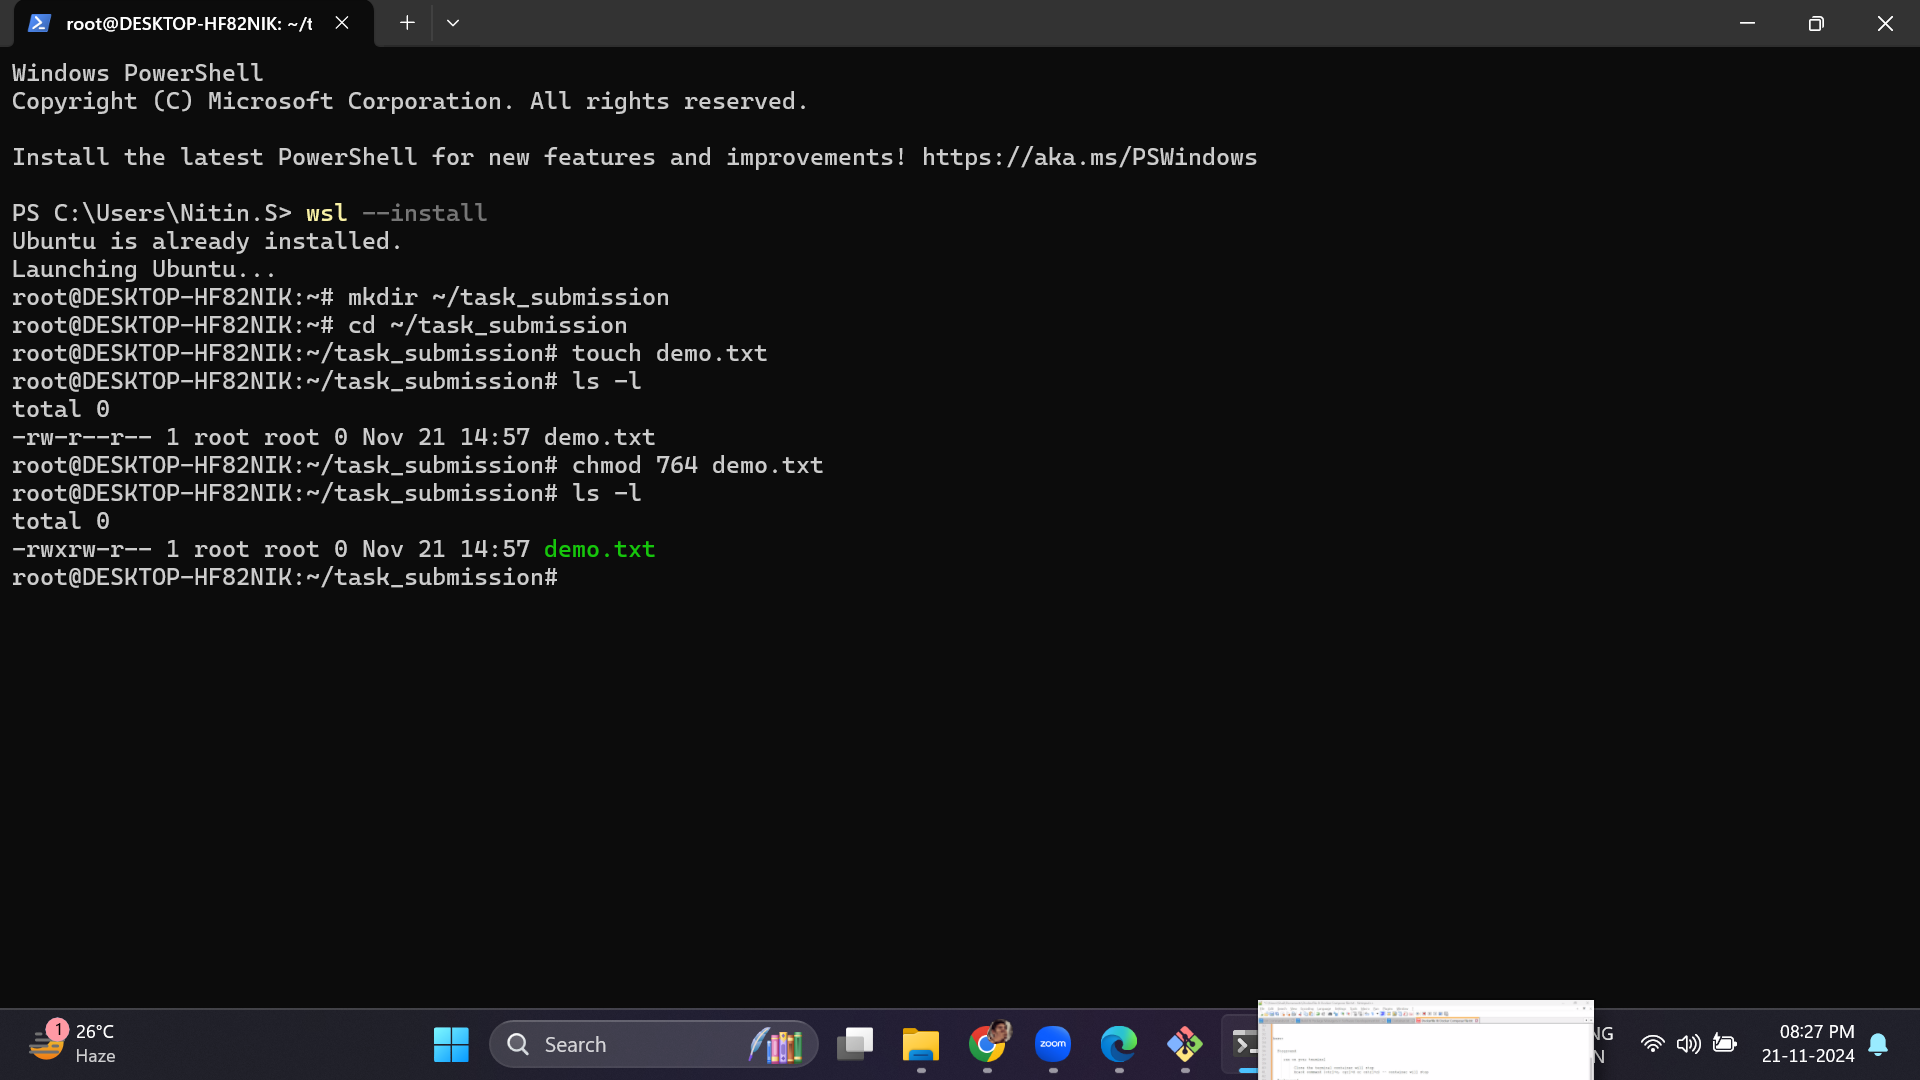 root@DESKTOP-HF82NIK: ~/t
Windows PowerShell
Copyright (C) Microsoft Corporation. All rights reserved.
Install the latest PowerShell for new features and improvements! https://aka.ms/PSWindows
PS C:\Users\Nitin.S> wsl --install
Ubuntu is already installed.
Launching Ubuntu...
root@DESKTOP-HF82NIK:~# mkdir ~/task_submission
root@DESKTOP-HF82NIK:~# cd ~/task_submission
root@DESKTOP-HF82NIK:~/task_submission# touch demo.txt
root@DESKTOP-HF82NIK:~/task_submission# ls -l
total 0
-rw-r--r-- 1 root root 0 Nov 21 14:57 demo.txt
root@DESKTOP-HF82NIK:~/task_submission# chmod 764 demo.txt
root@DESKTOP-HF82NIK:~/task_submission# ls -l
total 0
-rwxrw-r-- 1 root root 0 Nov 21 14:57 demo.txt
root@DESKTOP-HF82NIK:~/task_submission#
1
26°C
Haze
Search
zoom
08:27 PM
21-11-2024